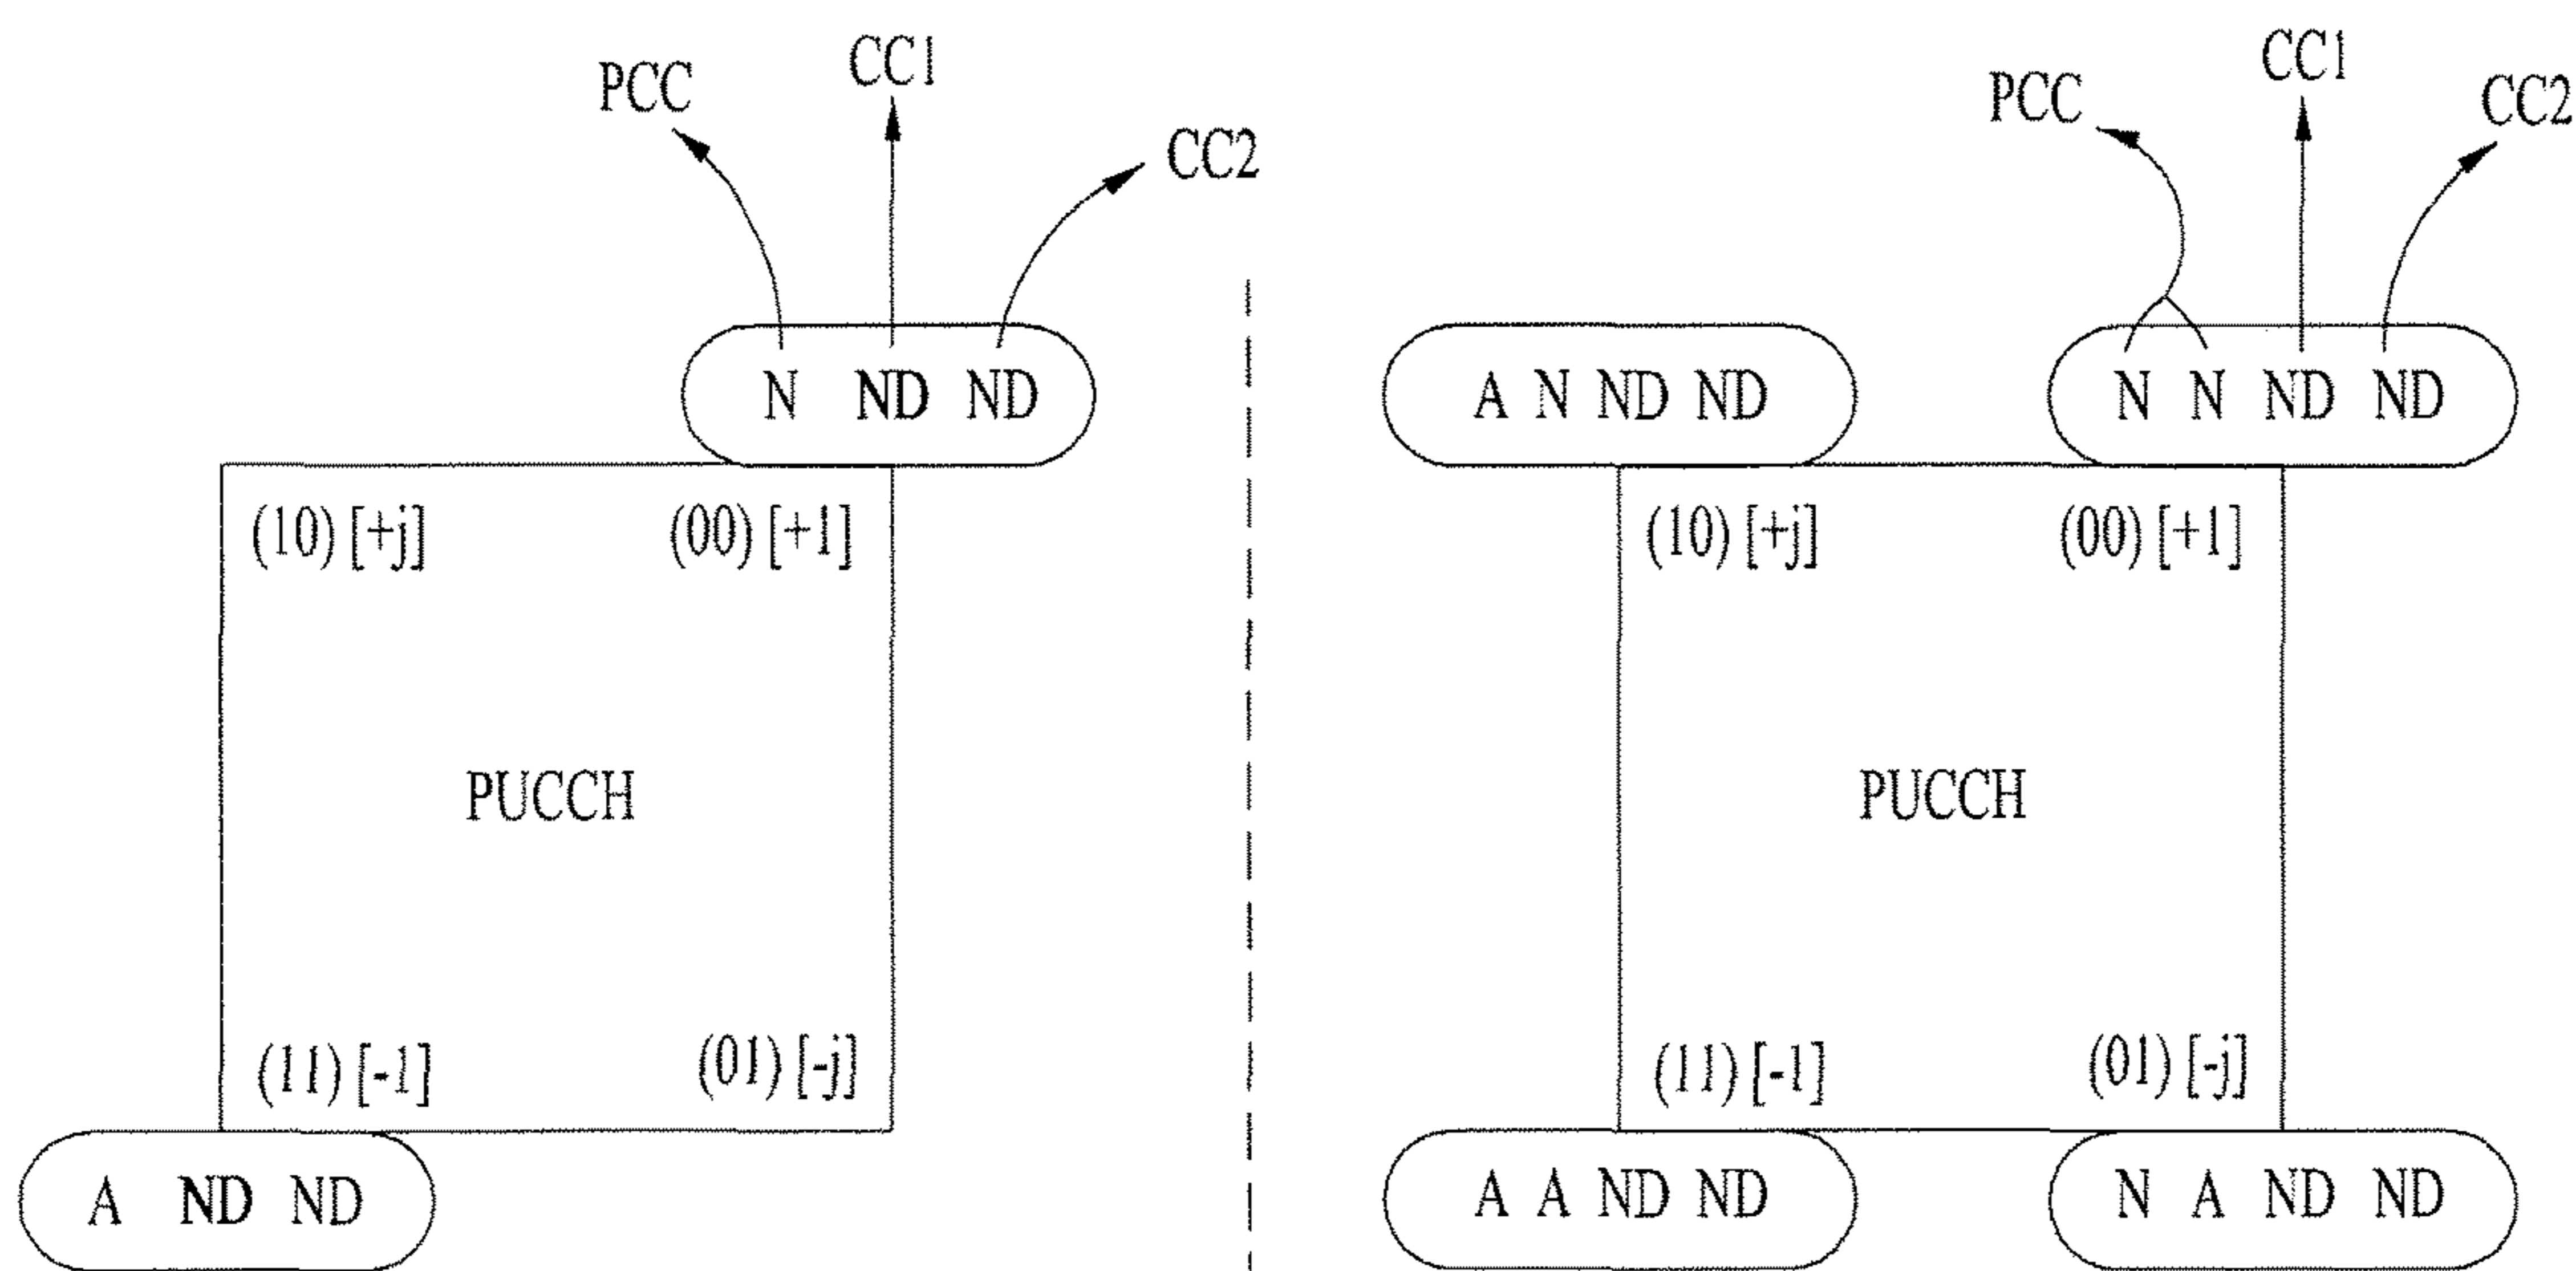 PCC CC1 CC2
N ND ND
(10) [+j] (00) [+1]
PUCCH
(11) [-1] (01) [-j]
A ND ND
PCC CC1 CC2
A N ND ND N N ND ND
(10) [+j] (00) [+1]
PUCCH
(11) [-1] (01) [-j]
A A ND ND N A ND ND